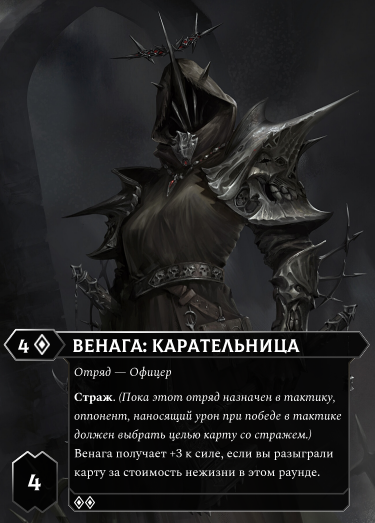 4
ВЕНАГА: КАРАТЕЛЬНИЦА
Отряд — Офицер
Страж. (Пока этот отряд назначен в тактику,
оппонент, наносящий урон при победе в тактике
должен выбрать целью карту со стражем.)
Венага получает +3 к силе, если вы разыграли
карту за стоимость нежизни в этом раунде.
4